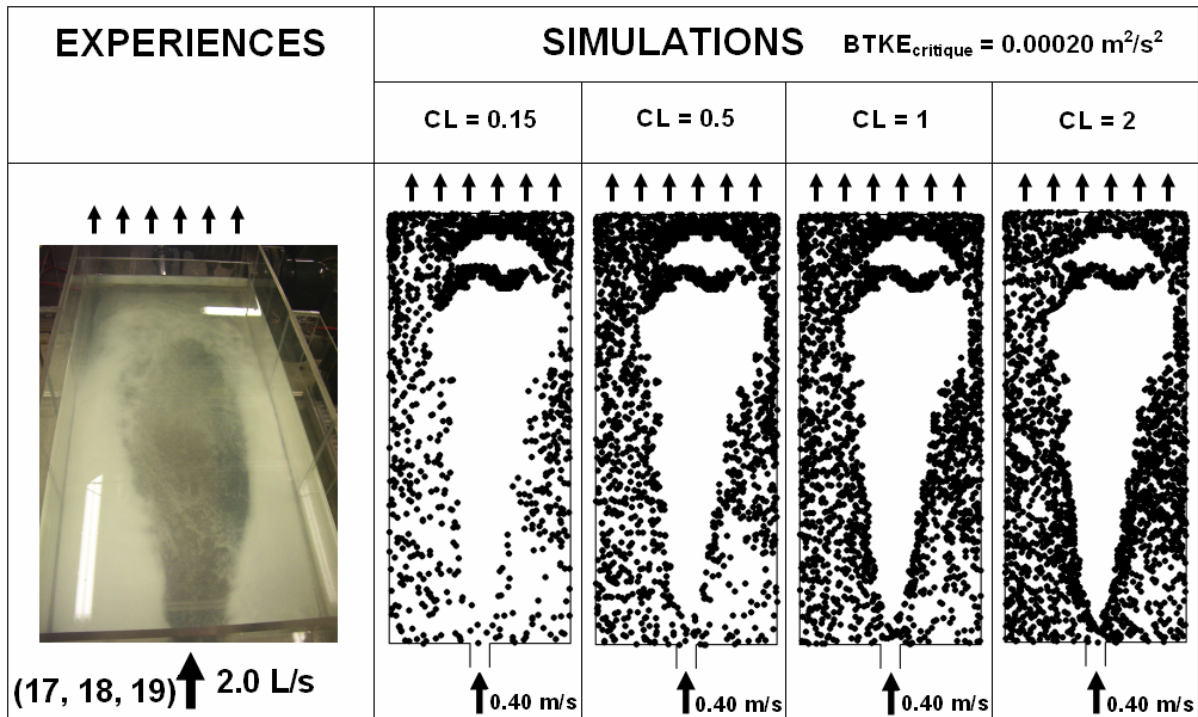 EXPERIENCES
SIMULATIONS BTKEcritique = 0.00020 m²/s²
CL = 0.15
CL = 0.5
CL = 1
CL = 2
(17, 18, 19) 2.0 L/s
0.40 m/s
0.40 m/s
0.40 m/s
0.40 m/s